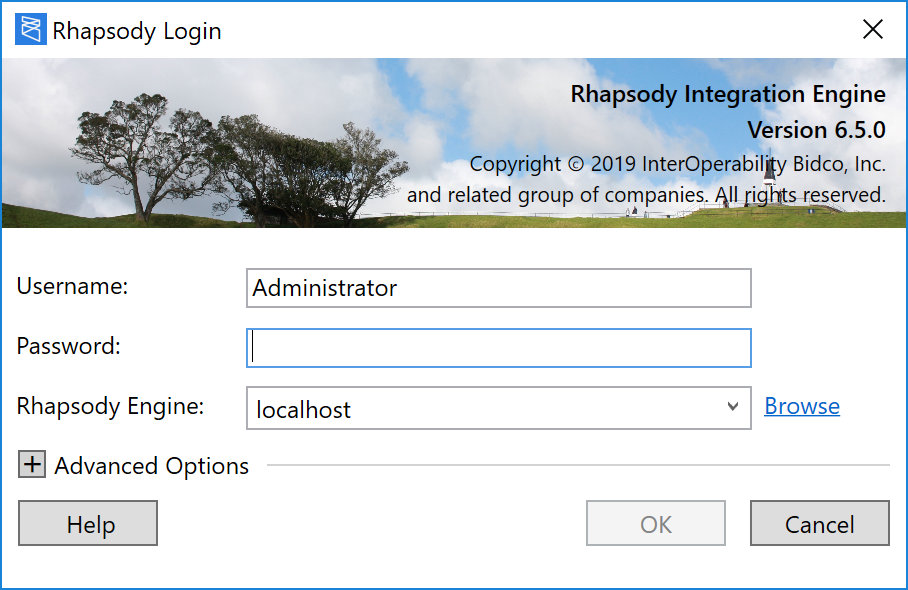 Rhapsody Login
Rhapsody Integration Engine
Version 6.5.0
Copyright © 2019 InterOperability Bidco, Inc.
and related group of companies. All rights reserved.
Username: Administrator
Password:
Rhapsody Engine: localhost Browse
Advanced Options
Help OK Cancel